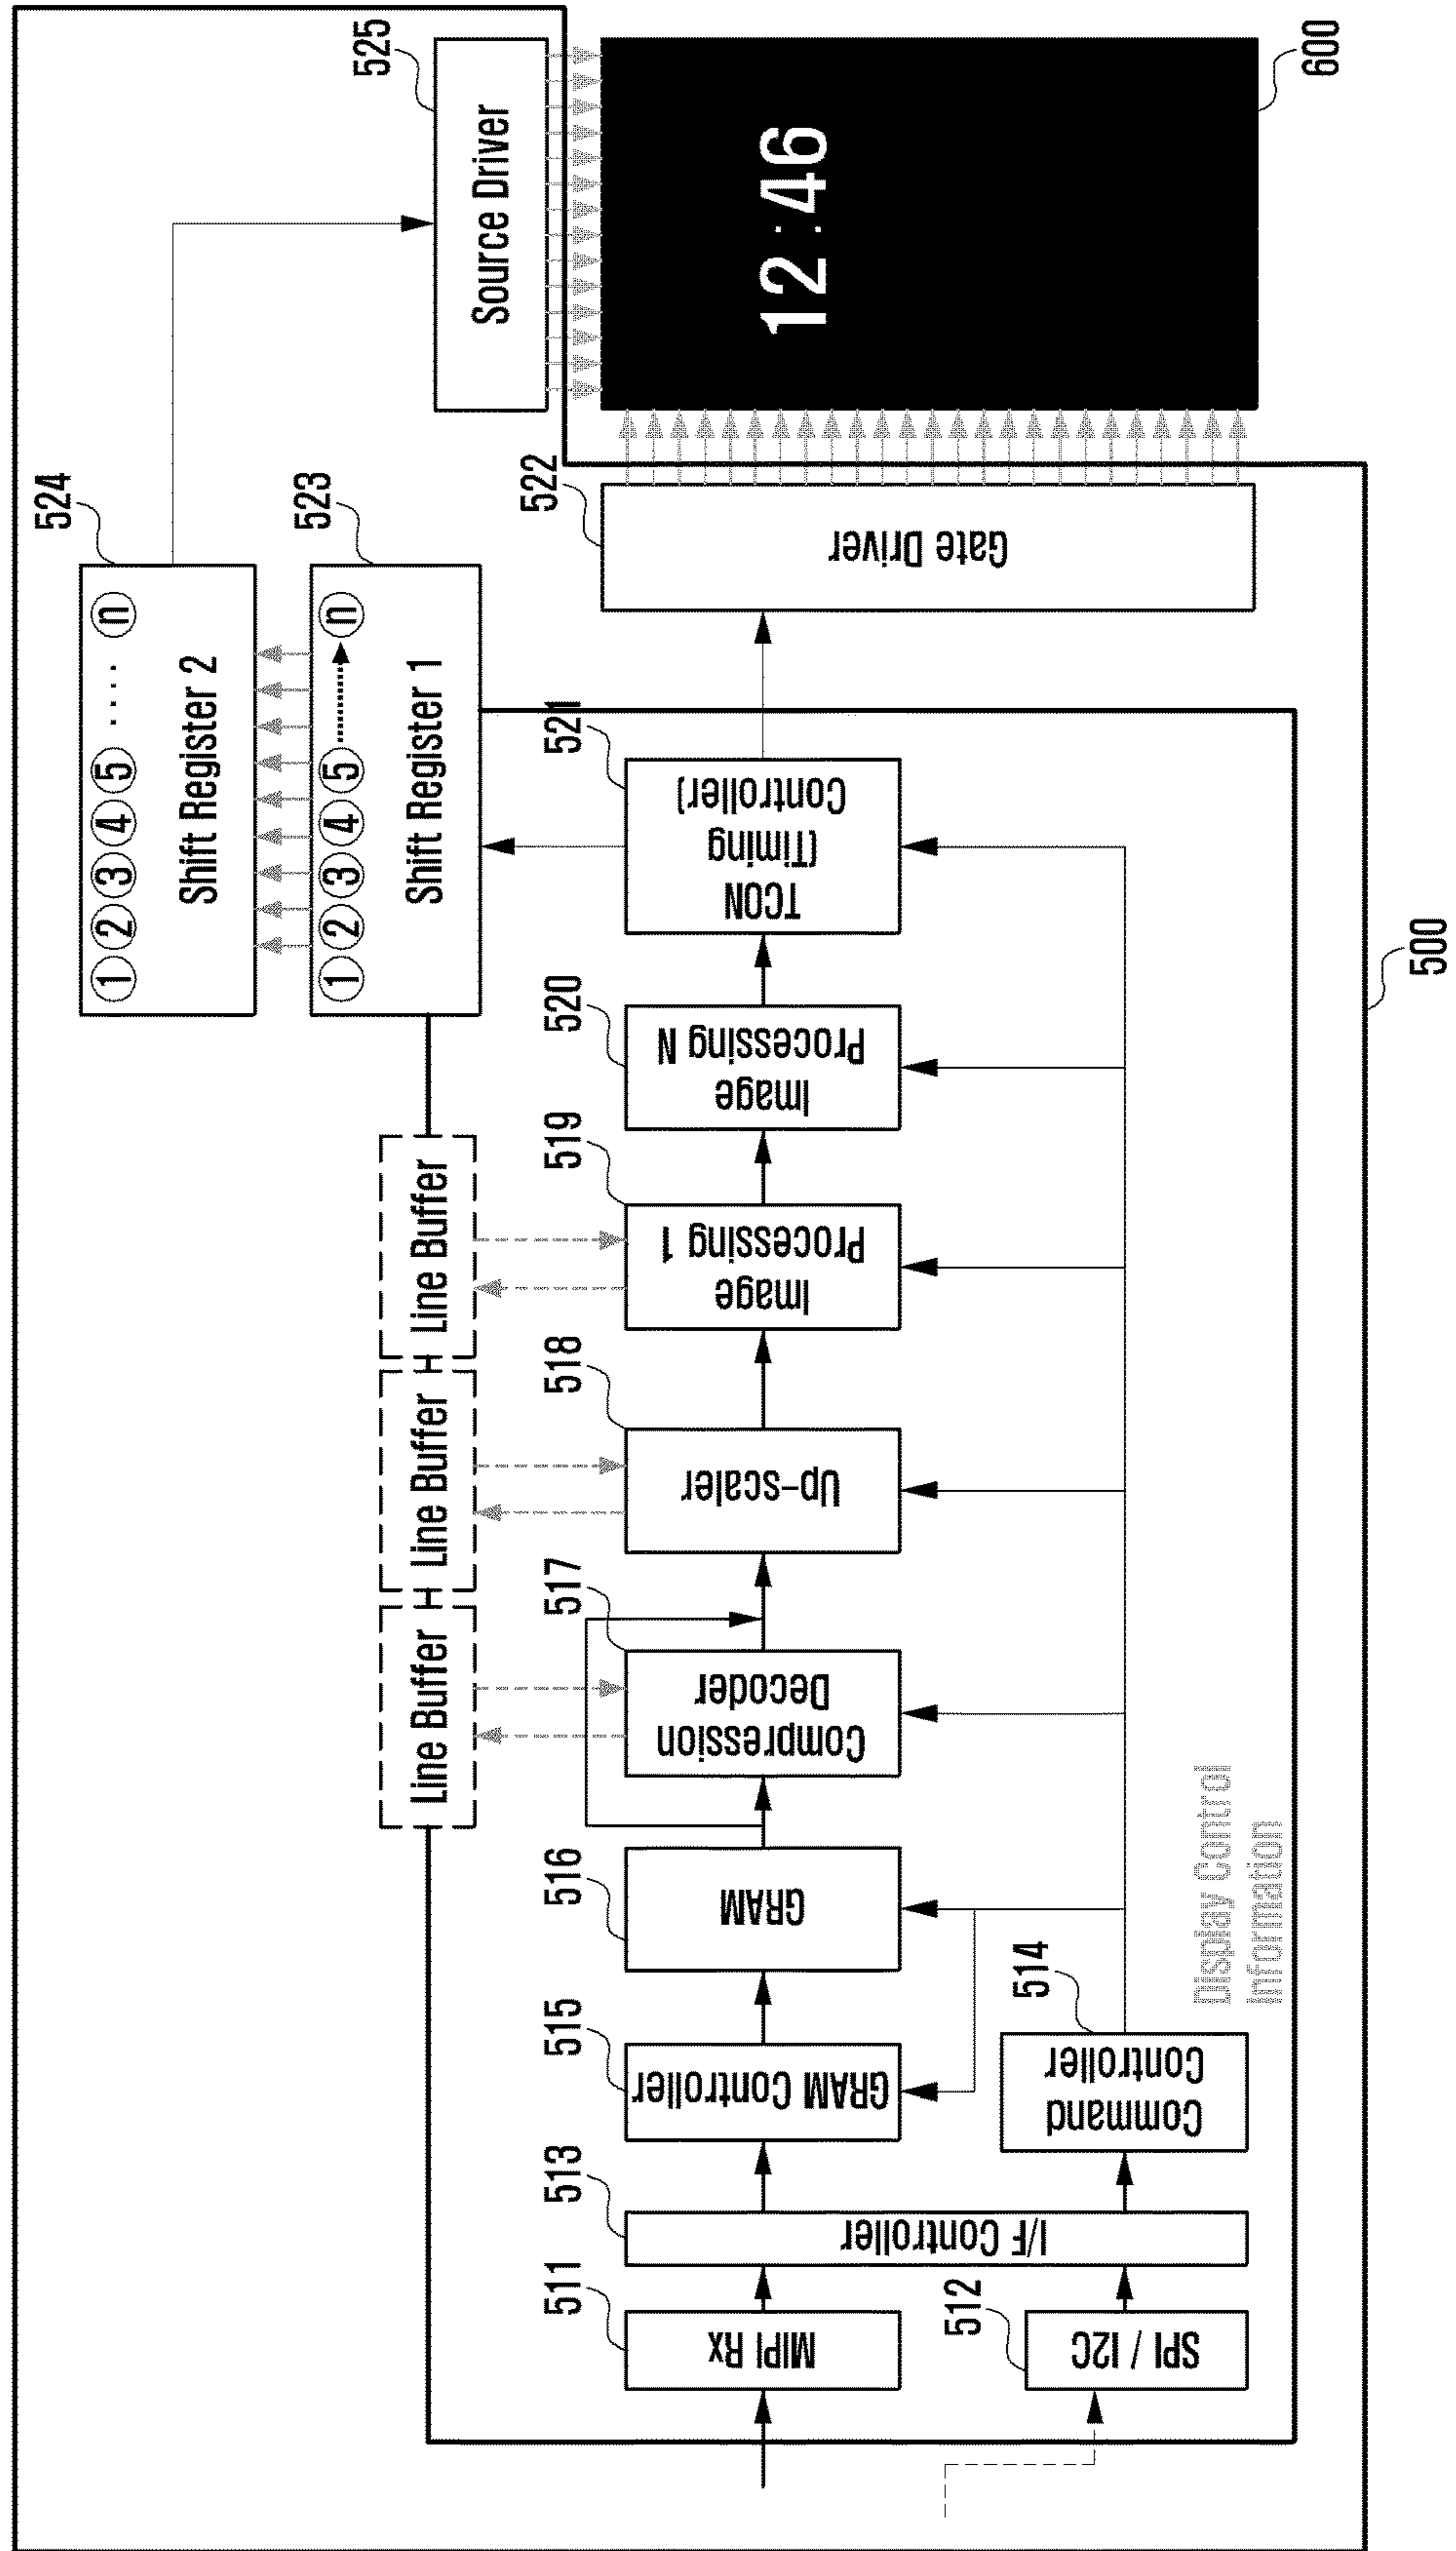 524
1 2 3 4 5 .... n
Shift Register 2
523
1 2 3 4 5 n
Shift Register 1
525
Source Driver
Line Buffer
Line Buffer
Line Buffer
522
Gate Driver
12:46
600
511
MIPI Rx
512
SPI / I2C
513
I/F Controller
514
Command
Controller
515
GRAM Controller
516
GRAM
517
Compression
Decoder
518
Up-scaler
519
Image
Processing 1
520
Image
Processing N
521
TCON
(Timing
Controller)
Display Control
Information
500